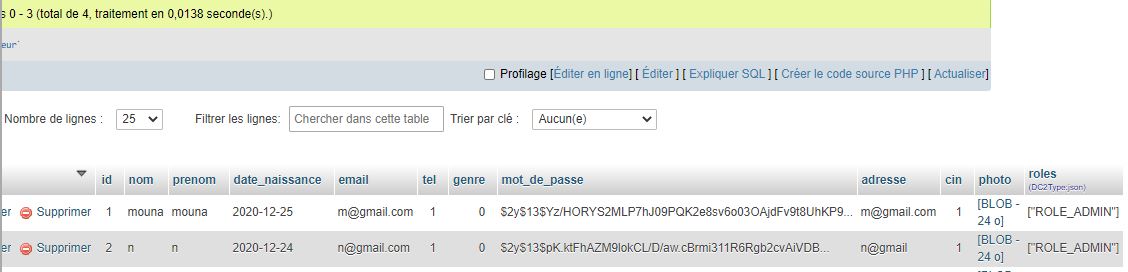 s 0 - 3 (total de 4, traitement en 0,0138 seconde(s).)
eur`
Profilage [Éditer en ligne] [ Éditer ] [ Expliquer SQL ] [ Créer le code source PHP ] [ Actualiser]
Nombre de lignes : 25 Filtrer les lignes: Chercher dans cette table Trier par clé : Aucun(e)
id nom prenom date_naissance email tel genre mot_de_passe adresse cin photo roles
(DC2Type:json)
er Supprimer 1 mouna mouna 2020-12-25 m@gmail.com 1 0 $2y$13$Yz/HORYS2MLP7hJ09PQK2e8sv6o03OAjdFv9t8UhKP9... m@gmail.com 1 [BLOB - 24 o] ["ROLE_ADMIN"]
er Supprimer 2 n n 2020-12-24 n@gmail.com 1 0 $2y$13$pK.ktFhAZM9lokCL/D/aw.cBrmi311R6Rgb2cvAiVDB... n@gmail 1 [BLOB - 24 o] ["ROLE_ADMIN"]